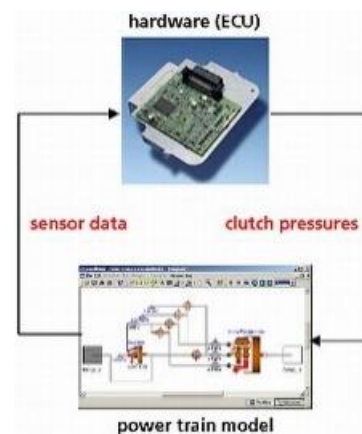 hardware (ECU)
sensor data
clutch pressures
power train model